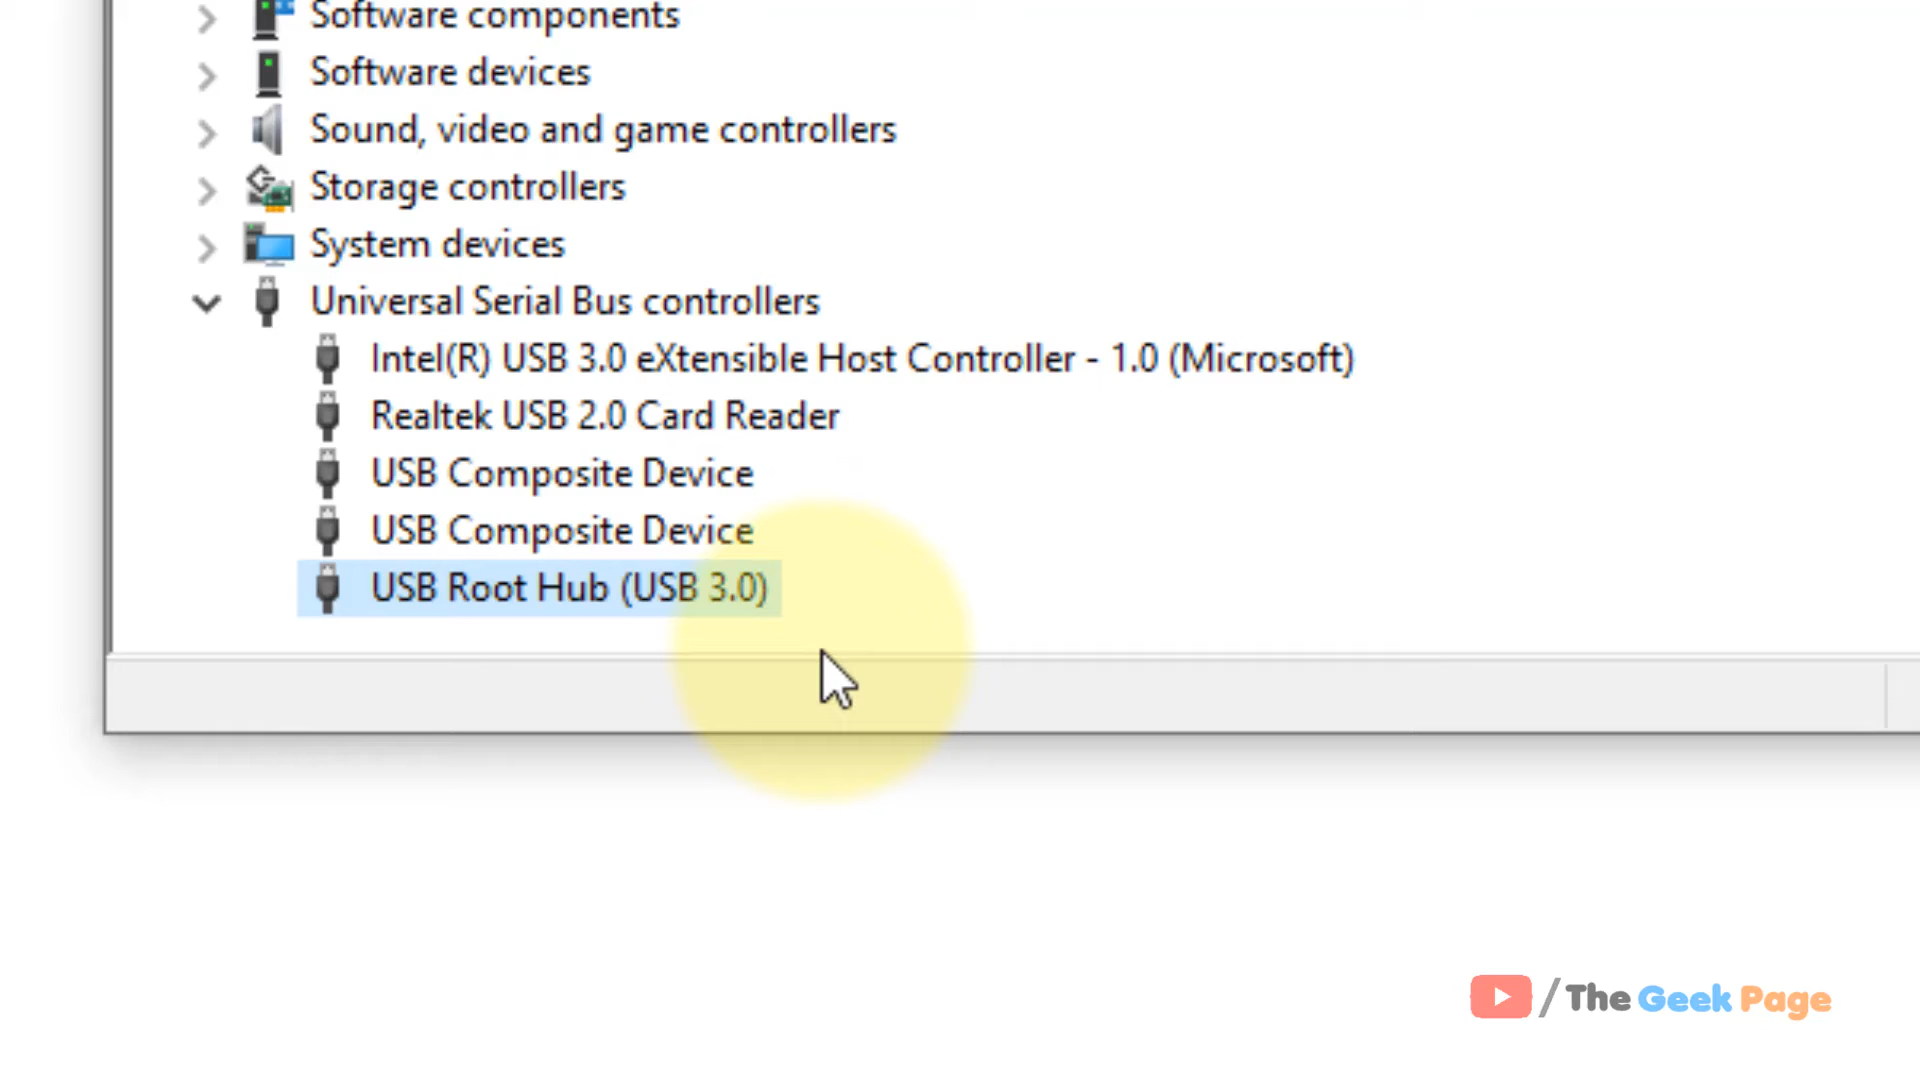 Software components
Software devices
Sound, video and game controllers
Storage controllers
System devices
Universal Serial Bus controllers
Intel(R) USB 3.0 eXtensible Host Controller - 1.0 (Microsoft)
Realtek USB 2.0 Card Reader
USB Composite Device
USB Composite Device
USB Root Hub (USB 3.0)
/The Geek Page